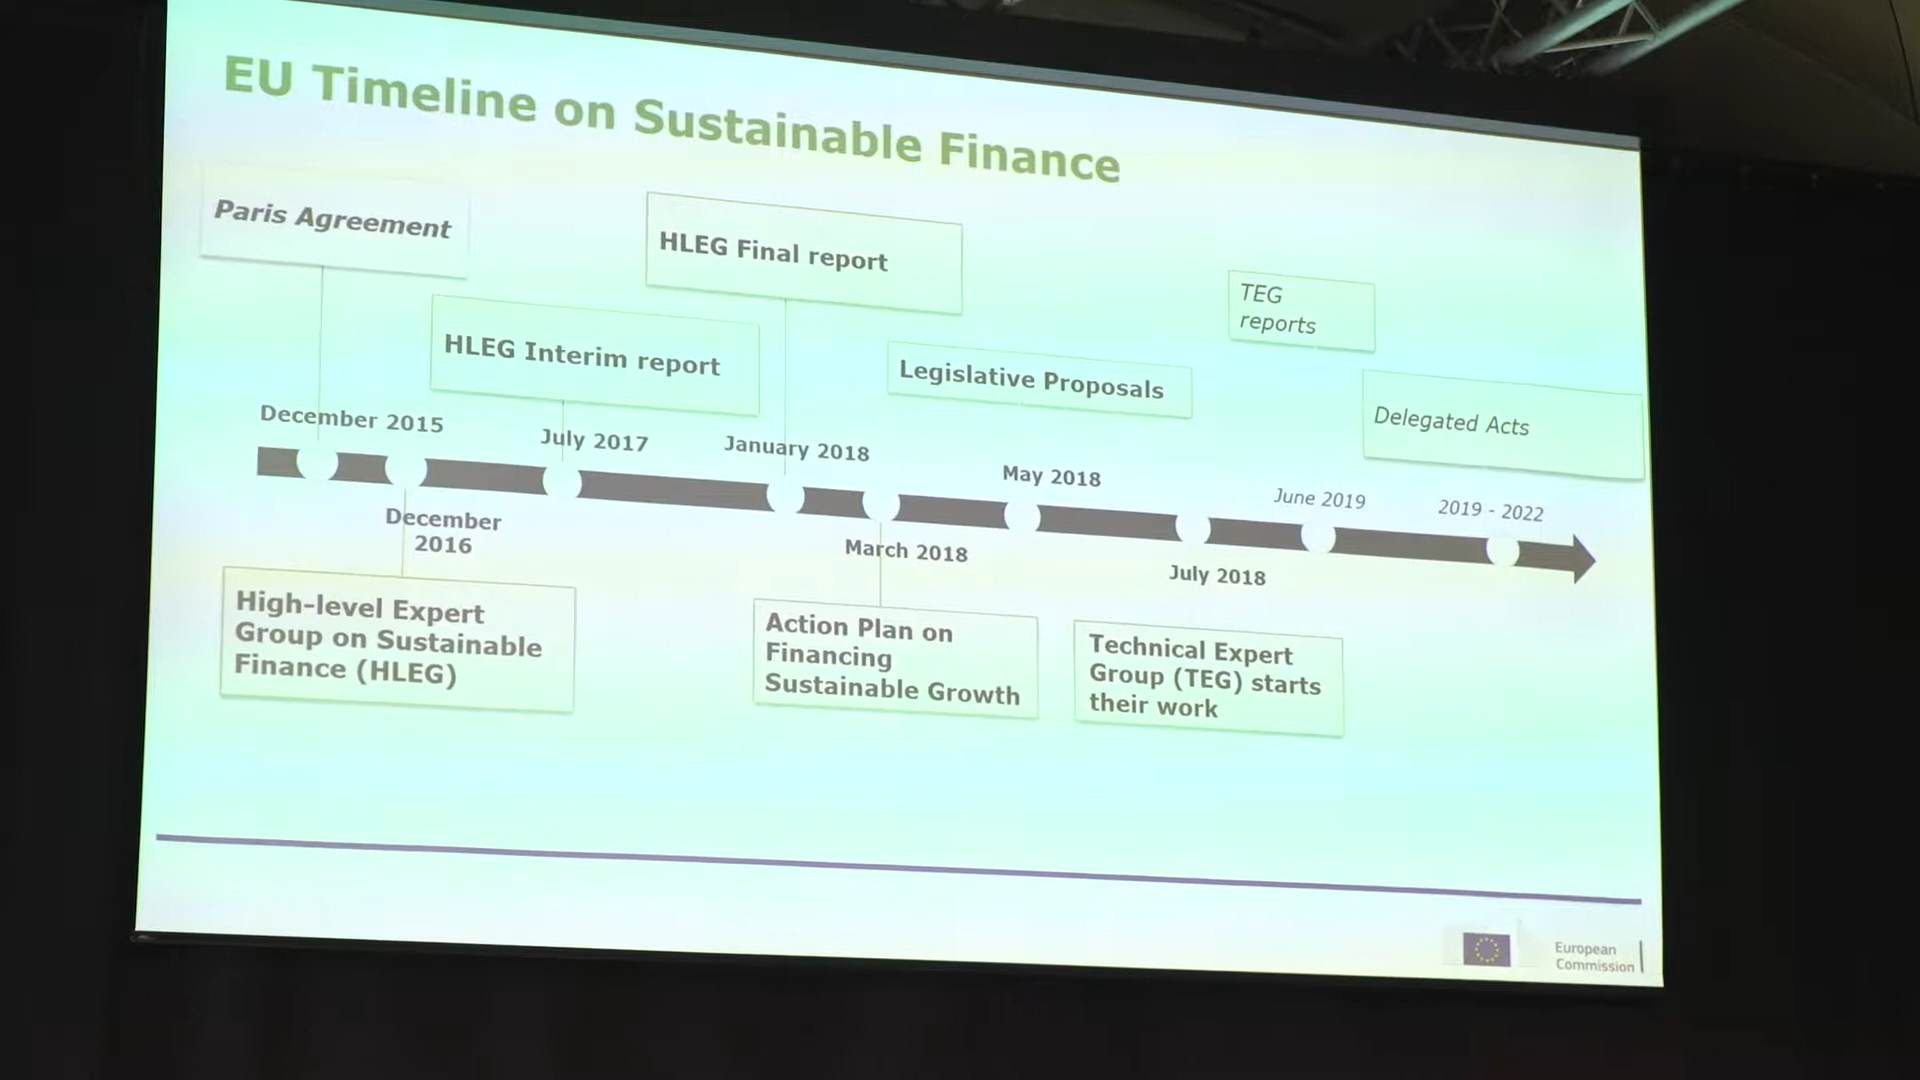 EU Timeline on Sustainable Finance
Paris Agreement
HLEG Final report
TEG
reports
HLEG Interim report
Legislative Proposals
Delegated Acts
December 2015
July 2017
January 2018
May 2018
June 2019
2019 - 2022
December
2016
March 2018
July 2018
High-level Expert
Group on Sustainable
Finance (HLEG)
Action Plan on
Financing
Sustainable Growth
Technical Expert
Group (TEG) starts
their work
European
Commission